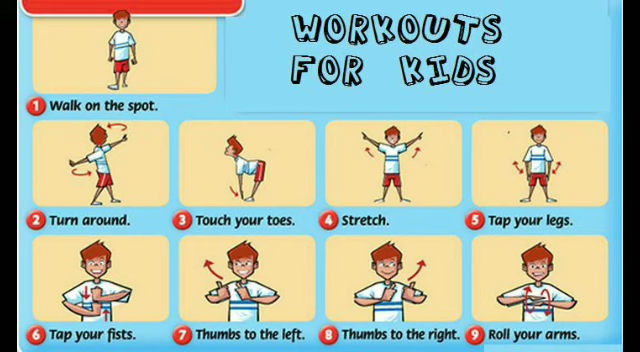 WORKOUTS
FOR KIDS
1 Walk on the spot.
2 Turn around.
3 Touch your toes.
4 Stretch.
5 Tap your legs.
6 Tap your fists.
7 Thumbs to the left.
8 Thumbs to the right.
9 Roll your arms.